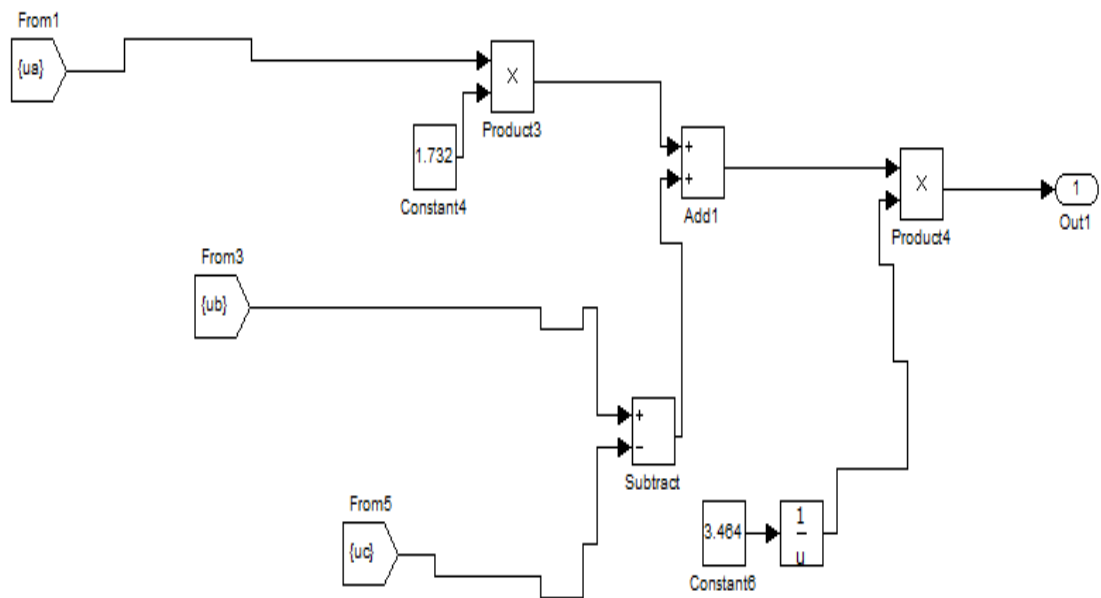 From1
{ua}
X
Product3
1.732
Constant4
+
+
Add1
X
Product4
1
Out1
From3
{ub}
+
−
Subtract
From5
{uc}
3.464
Constant6
1
u